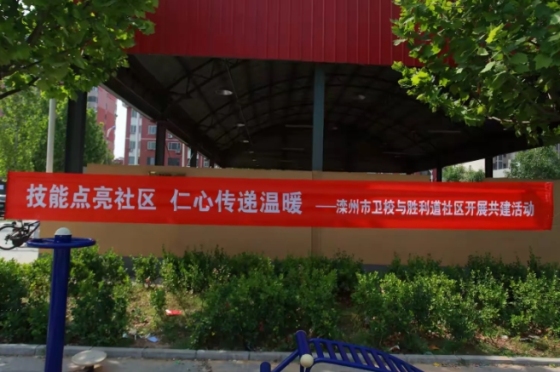 技能点亮社区 仁心传递温暖 ——滦州市卫校与胜利道社区开展共建活动